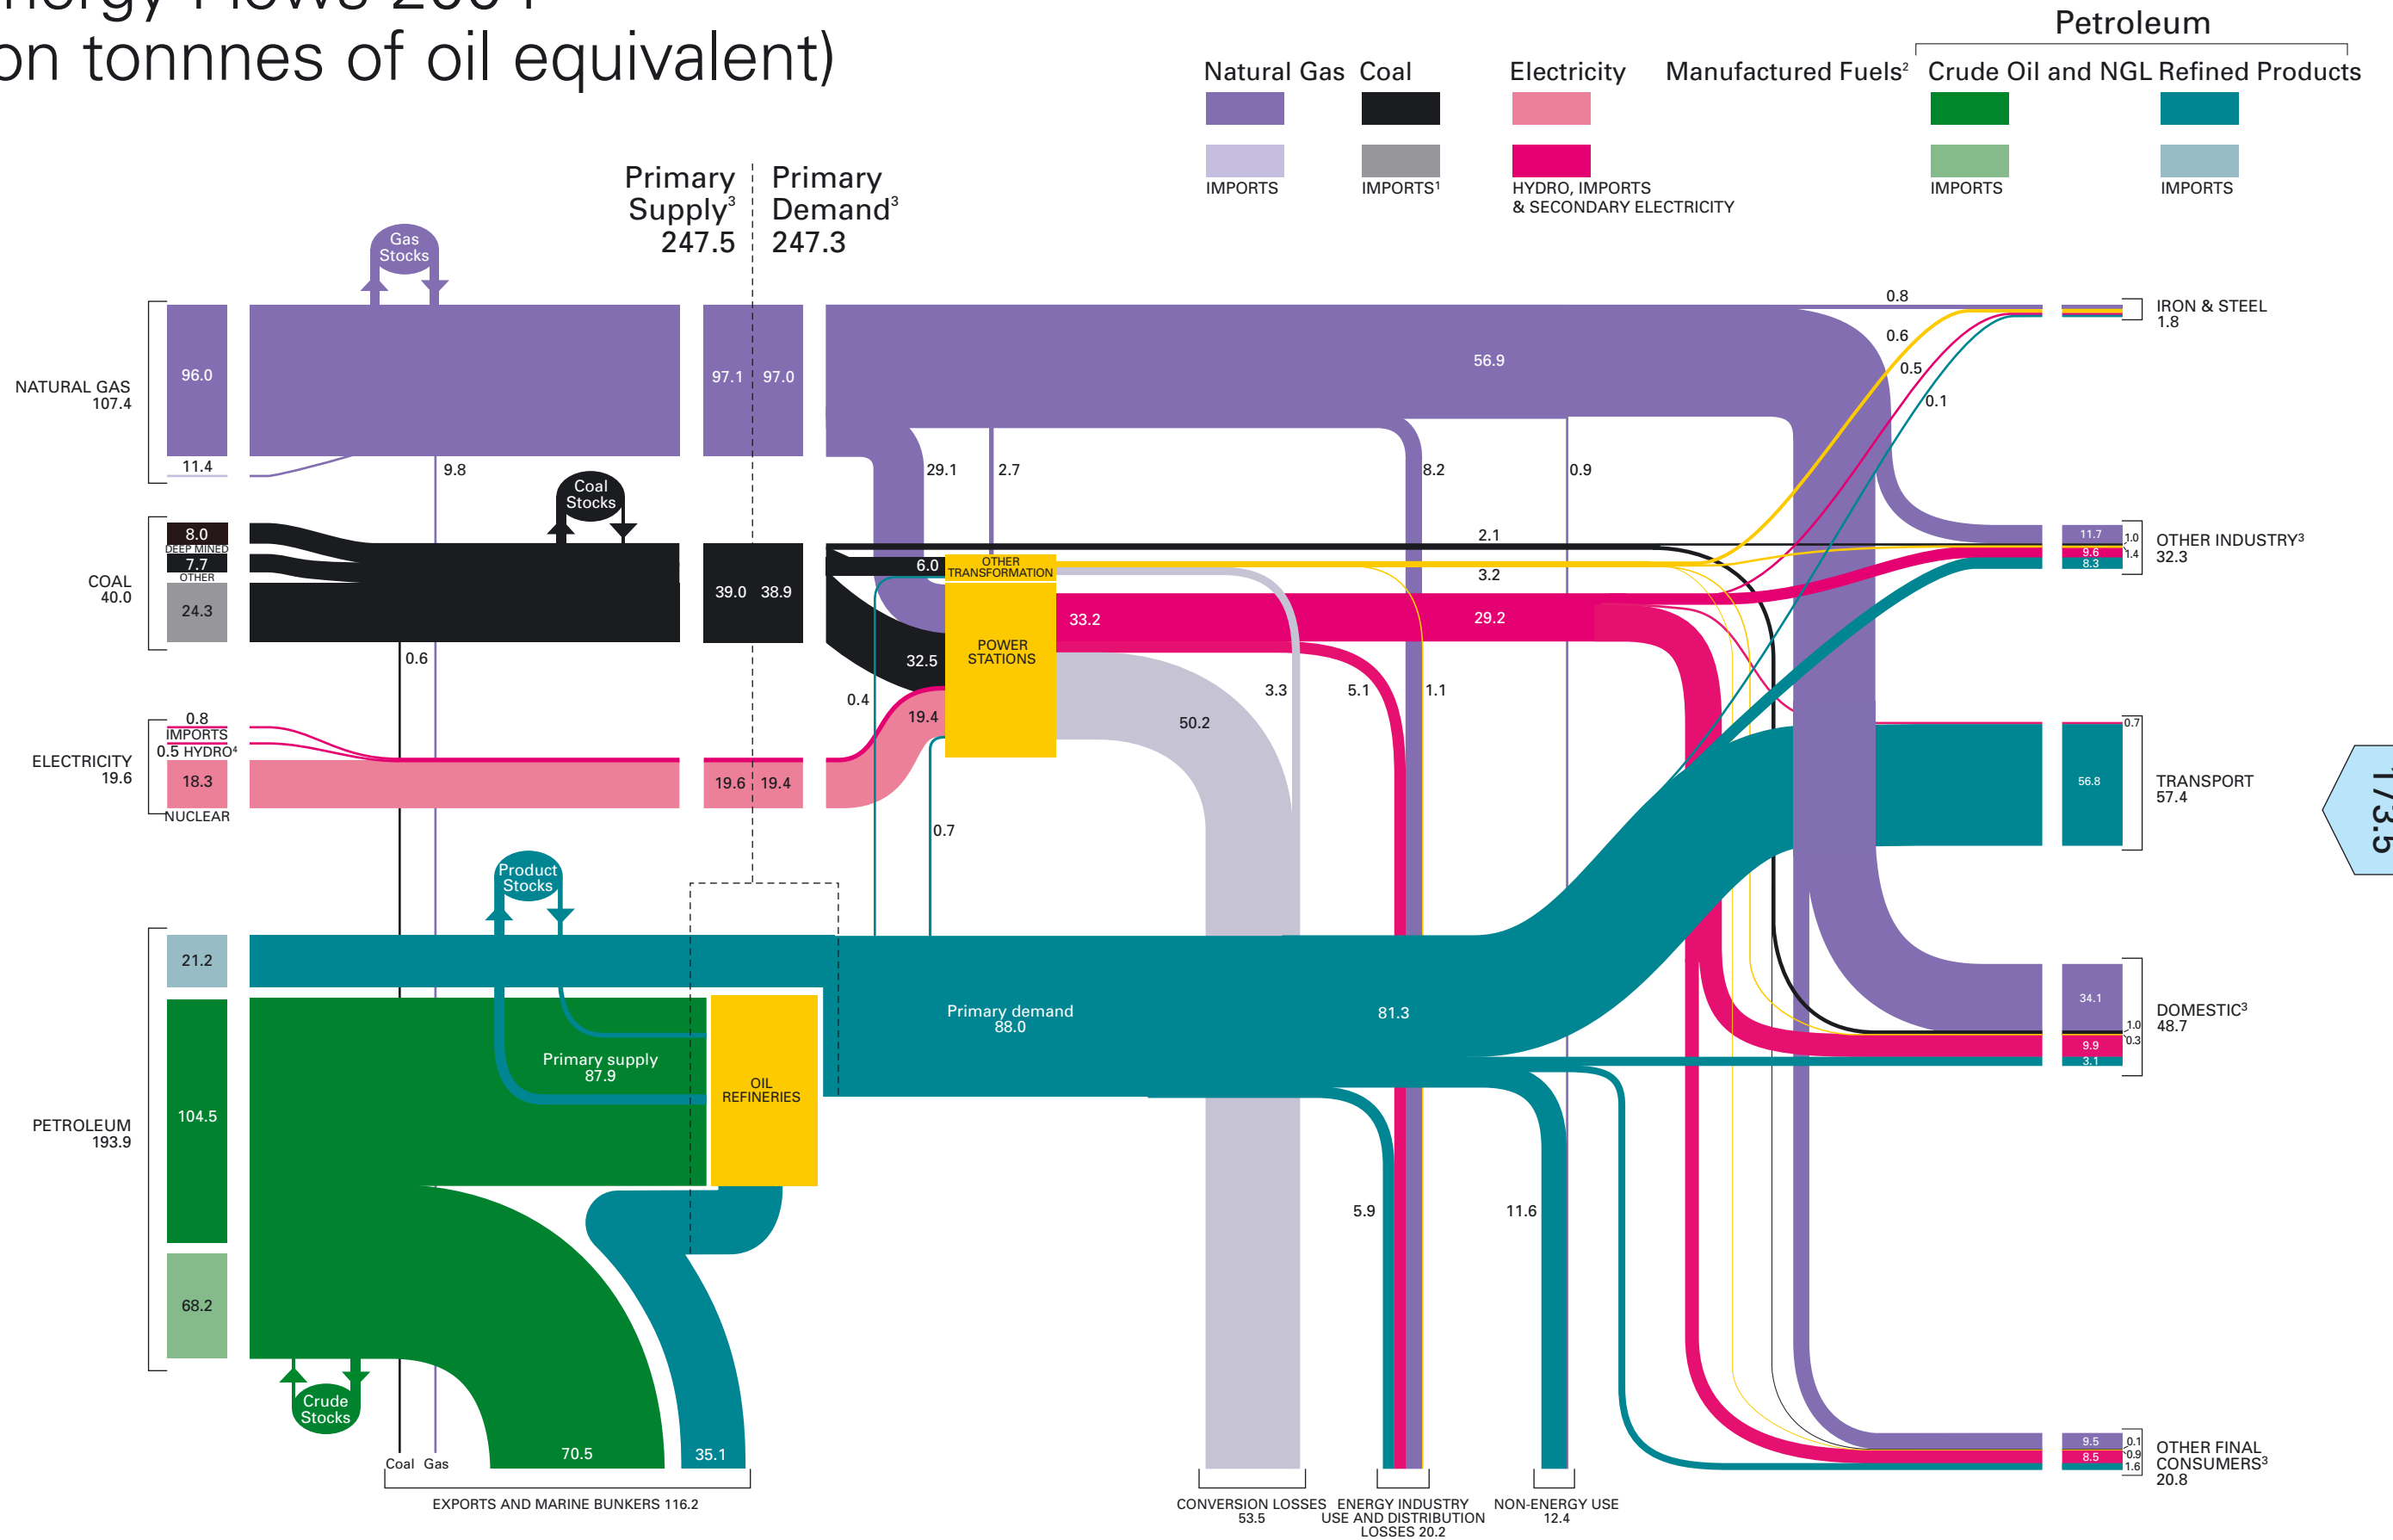 nergy Flows 2004
on tonnnes of oil equivalent)
Petroleum
Natural Gas
Coal
Electricity
Manufactured Fuels²
Crude Oil and NGL
Refined Products
IMPORTS
IMPORTS¹
HYDRO, IMPORTS
& SECONDARY ELECTRICITY
IMPORTS
IMPORTS
Primary
Supply³
247.5
Primary
Demand³
247.3
Gas
Stocks
NATURAL GAS
107.4
96.0
11.4
9.8
97.1
97.0
56.9
29.1
2.7
8.2
0.9
0.8
0.6
0.5
0.1
IRON & STEEL
1.8
Coal
Stocks
COAL
40.0
8.0
DEEP MINED
7.7
OTHER
24.3
0.6
39.0
38.9
6.0
OTHER
TRANSFORMATION
32.5
POWER
STATIONS
2.1
3.2
33.2
29.2
11.7
1.0
9.6
1.4
8.3
OTHER INDUSTRY³
32.3
0.4
19.4
50.2
3.3
5.1
1.1
ELECTRICITY
19.6
0.8
IMPORTS
0.5 HYDRO⁴
18.3
NUCLEAR
19.6
19.4
0.7
0.7
56.8
TRANSPORT
57.4
173.5
Product
Stocks
PETROLEUM
193.9
21.2
104.5
68.2
Primary supply
87.9
OIL
REFINERIES
Primary demand
88.0
81.3
34.1
1.0
0.3
9.9
3.1
DOMESTIC³
48.7
5.9
11.6
Crude
Stocks
Coal
Gas
70.5
35.1
9.5
0.1
0.9
8.5
1.6
OTHER FINAL
CONSUMERS³
20.8
EXPORTS AND MARINE BUNKERS 116.2
CONVERSION LOSSES
53.5
ENERGY INDUSTRY
USE AND DISTRIBUTION
LOSSES 20.2
NON-ENERGY USE
12.4